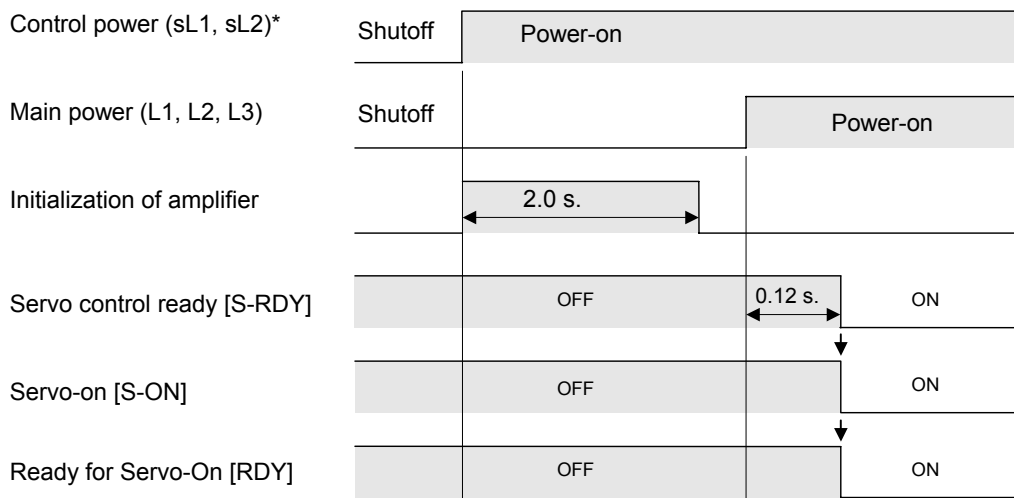 Control power (sL1, sL2)* Shutoff Power-on
Main power (L1, L2, L3) Shutoff Power-on
Initialization of amplifier 2.0 s.
Servo control ready [S-RDY] OFF 0.12 s. ON
Servo-on [S-ON] OFF ON
Ready for Servo-On [RDY] OFF ON